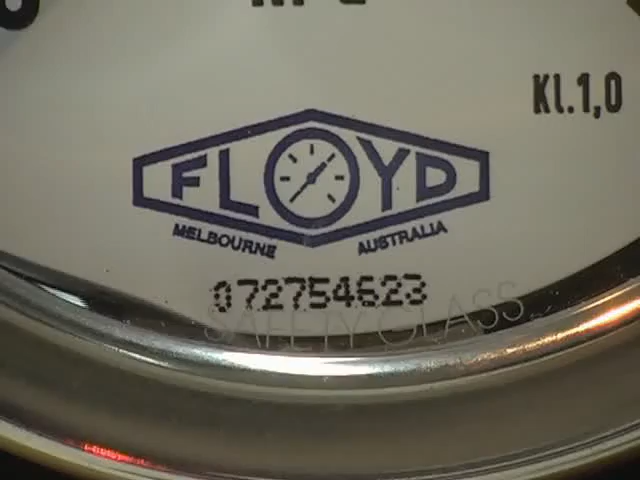 Kl.1,0
FLOYD
MELBOURNE AUSTRALIA
072754623
SAFETY GLASS